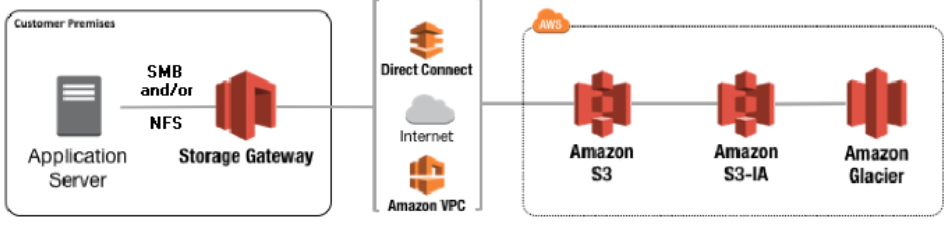 Customer Premises
SMB
and/or
NFS
Application
Server
Storage Gateway
Direct Connect
Internet
Amazon VPC
AWS
Amazon
S3
Amazon
S3-IA
Amazon
Glacier